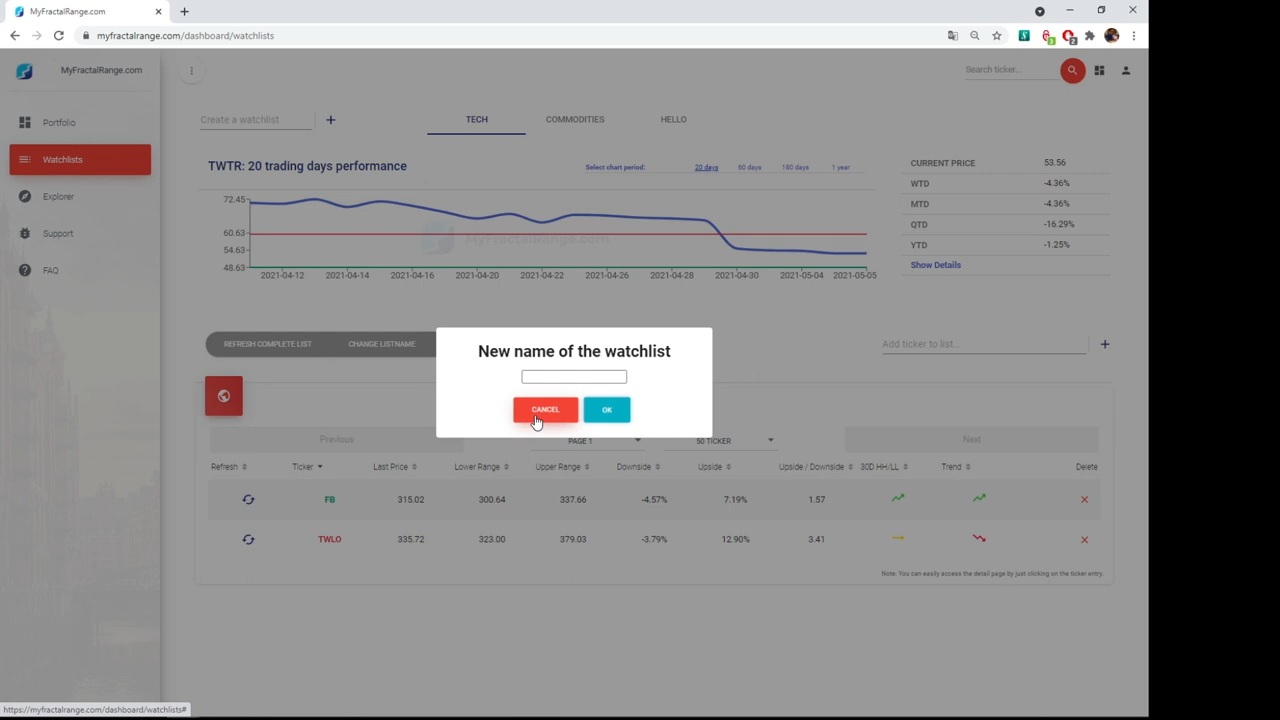 MyFractalRange.com
myfractalrange.com/dashboard/watchlists
3
2
MyFractalRange.com
Search ticker...
Portfolio
Watchlists
Explorer
Support
FAQ
Create a watchlist
TECH
COMMODITIES
HELLO
TWTR: 20 trading days performance
Select chart period:
20 days
60 days
180 days
1 year
72.45
60.63
54.63
48.63
2021-04-12
2021-04-14
2021-04-16
2021-04-20
2021-04-22
2021-04-26
2021-04-28
2021-04-30
2021-05-04
2021-05-05
MyFractalRange.com
CURRENT PRICE 53.56
WTD -4.36%
MTD -4.36%
QTD -16.29%
YTD -1.25%
Show Details
REFRESH COMPLETE LIST
CHANGE LISTNAME
Add ticker to list...
New name of the watchlist
CANCEL
OK
Previous
PAGE 1
50 TICKER
Next
Refresh Ticker Last Price Lower Range Upper Range Downside Upside Upside / Downside 30D HH/LL Trend Delete
FB 315.02 300.64 337.66 -4.57% 7.19% 1.57
TWLO 335.72 323.00 379.03 -3.79% 12.90% 3.41
Note: You can easily access the detail page by just clicking on the ticker entry.
https://myfractalrange.com/dashboard/watchlists#